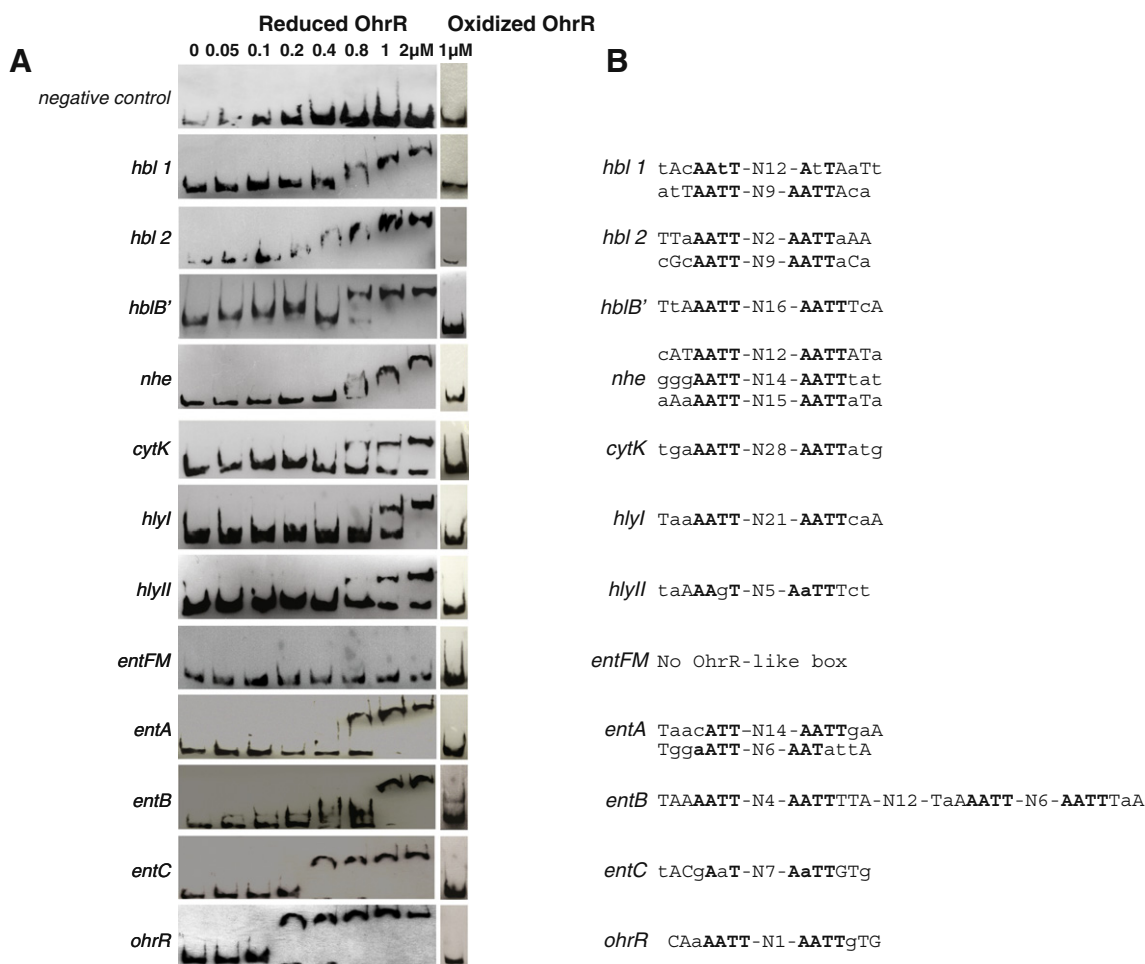 Reduced OhrR Oxidized OhrR
0 0.05 0.1 0.2 0.4 0.8 1 2µM 1µM
A B
negative control
hbl 1 hbl 1 tAcAAtT-N12-AtTAaTt
atTAATT-N9-AATTAca
hbl 2 hbl 2 TTaAATT-N2-AATTaAA
cGcAATT-N9-AATTaCa
hblB' hblB' TtAAATT-N16-AATTTcA
cATAATT-N12-AATTATa
nhe nhe gggAATT-N14-AATTtat
aAaAATT-N15-AATTaTa
cytK cytK tgaAATT-N28-AATTatg
hlyI hlyI TaaAATT-N21-AATTcaA
hlyII hlyII taAAAgT-N5-AaTTTct
entFM entFM No OhrR-like box
entA entA TaacATT-N14-AATTgaA
TggaATT-N6-AATattA
entB entB TAAAATT-N4-AATTTTA-N12-TaAAATT-N6-AATTTaA
entC entC tACgAaT-N7-AaTTGTg
ohrR ohrR CAaAATT-N1-AATTgTG